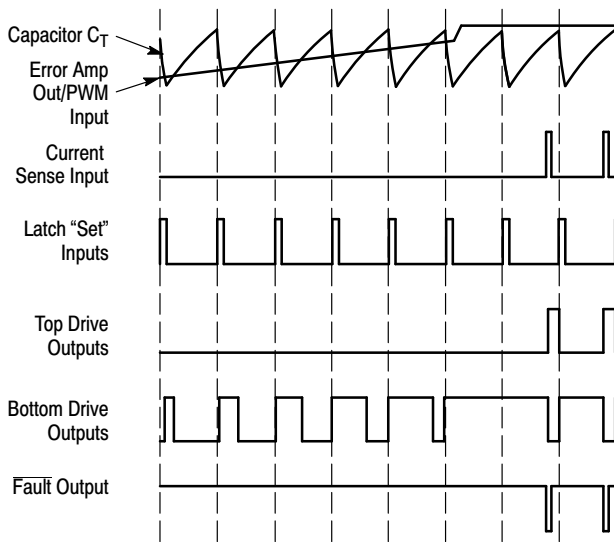 Capacitor CT
Error Amp
Out/PWM
Input
Current
Sense Input
Latch “Set”
Inputs
Top Drive
Outputs
Bottom Drive
Outputs
Fault Output